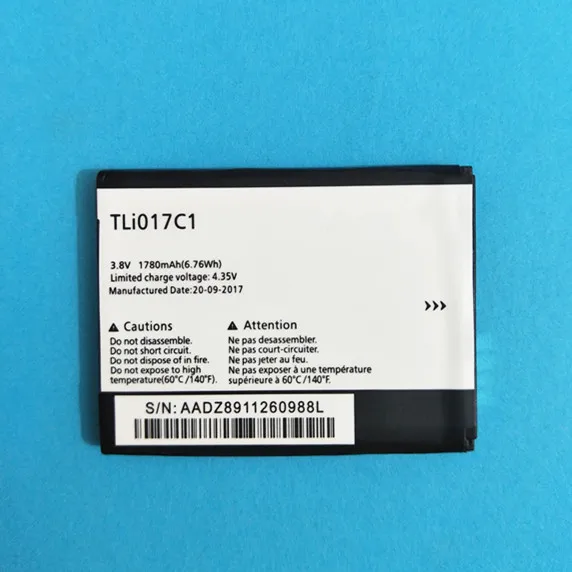 TLi017C1
3.8V 1780mAh(6.76Wh)
Limited charge voltage: 4.35V
Manufactured Date:20-09-2017
>>>
Cautions
Do not disassemble.
Do not short circuit.
Do not dispose of in fire.
Do not expose to high
temperature(60°C/140°F).
Attention
Ne pas desassembler.
Ne pas court-circuiter.
Ne pas jeter au feu.
Ne pas exposer à une température
supérieure à 60°C/140°F.
S/N: AADZ8911260988L